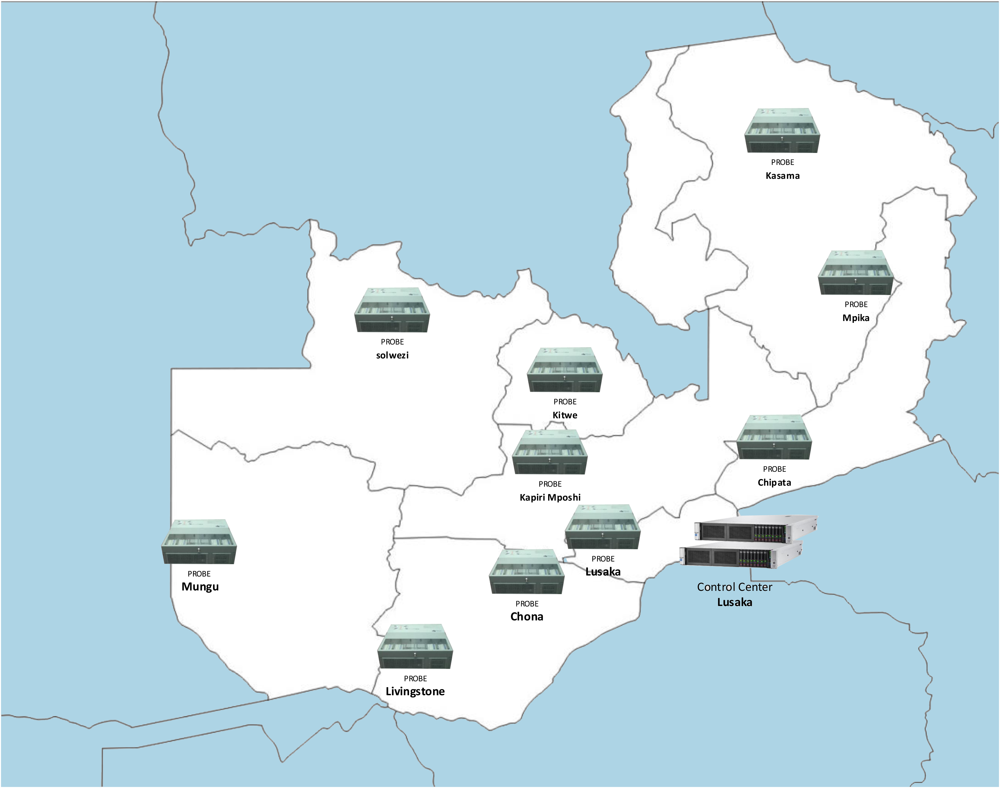 PROBE
Kasama
PROBE
Mpika
PROBE
solwezi
PROBE
Kitwe
PROBE
Chipata
PROBE
Kapiri Mposhi
PROBE
Lusaka
PROBE
Mungu
Control Center
Lusaka
PROBE
Chona
PROBE
Livingstone